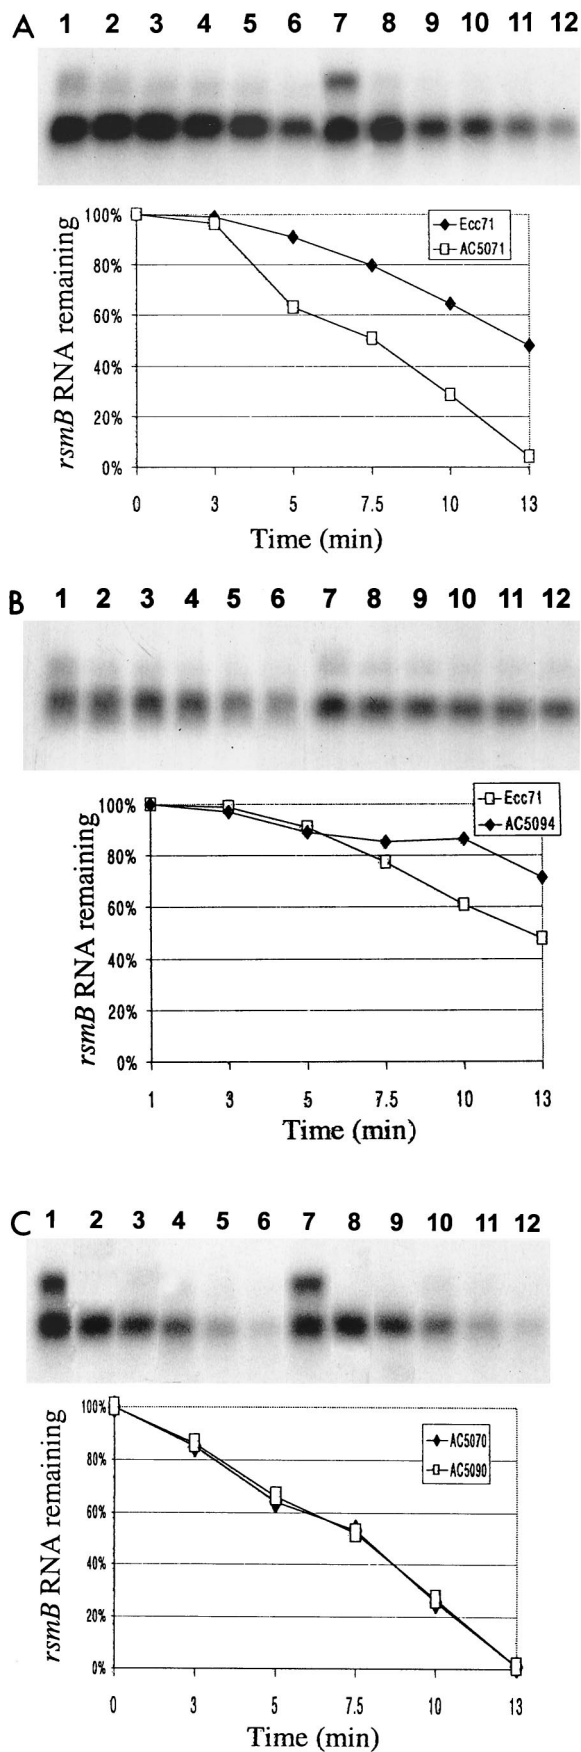 A 1 2 3 4 5 6 7 8 9 10 11 12
100%
80%
60%
40%
20%
0%
rsmB RNA remaining
Ecc71
AC5071
0 3 5 7.5 10 13
Time (min)
B 1 2 3 4 5 6 7 8 9 10 11 12
100%
80%
60%
40%
20%
0%
rsmB RNA remaining
Ecc71
AC5094
1 3 5 7.5 10 13
Time (min)
C 1 2 3 4 5 6 7 8 9 10 11 12
100%
80%
60%
40%
20%
0%
rsmB RNA remaining
AC5070
AC5090
0 3 5 7.5 10 13
Time (min)